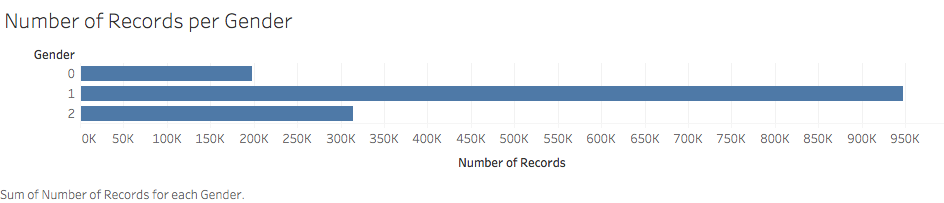 Number of Records per Gender
Gender
0
1
2
0K 50K 100K 150K 200K 250K 300K 350K 400K 450K 500K 550K 600K 650K 700K 750K 800K 850K 900K 950K
Number of Records
Sum of Number of Records for each Gender.